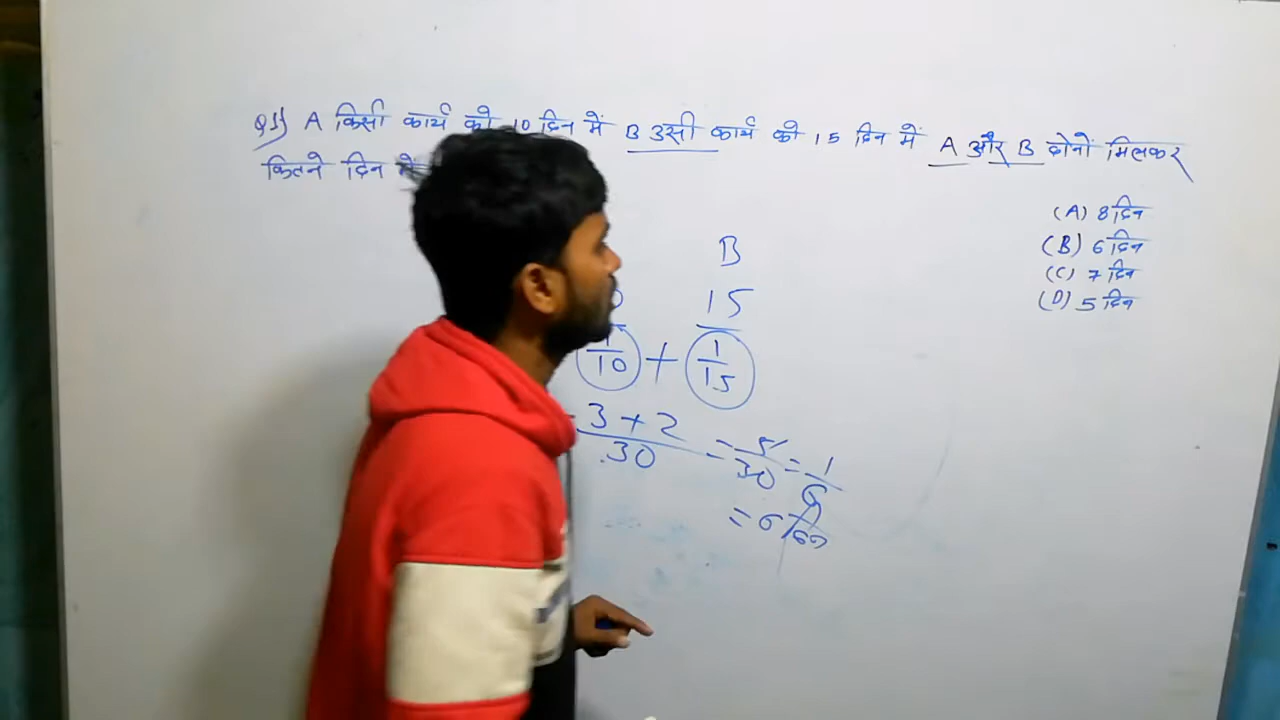 Q1) A किसी कार्य को 10 दिन में B उसी कार्य को 15 दिन में A और B दोनों मिलकर
कितने दिन में
(A) 8 दिन
(B) 6 दिन
(C) 7 दिन
(D) 5 दिन
B
15
1/10 + 1/15
3+2/30 = 5/30 = 1/6
= 6 दिन